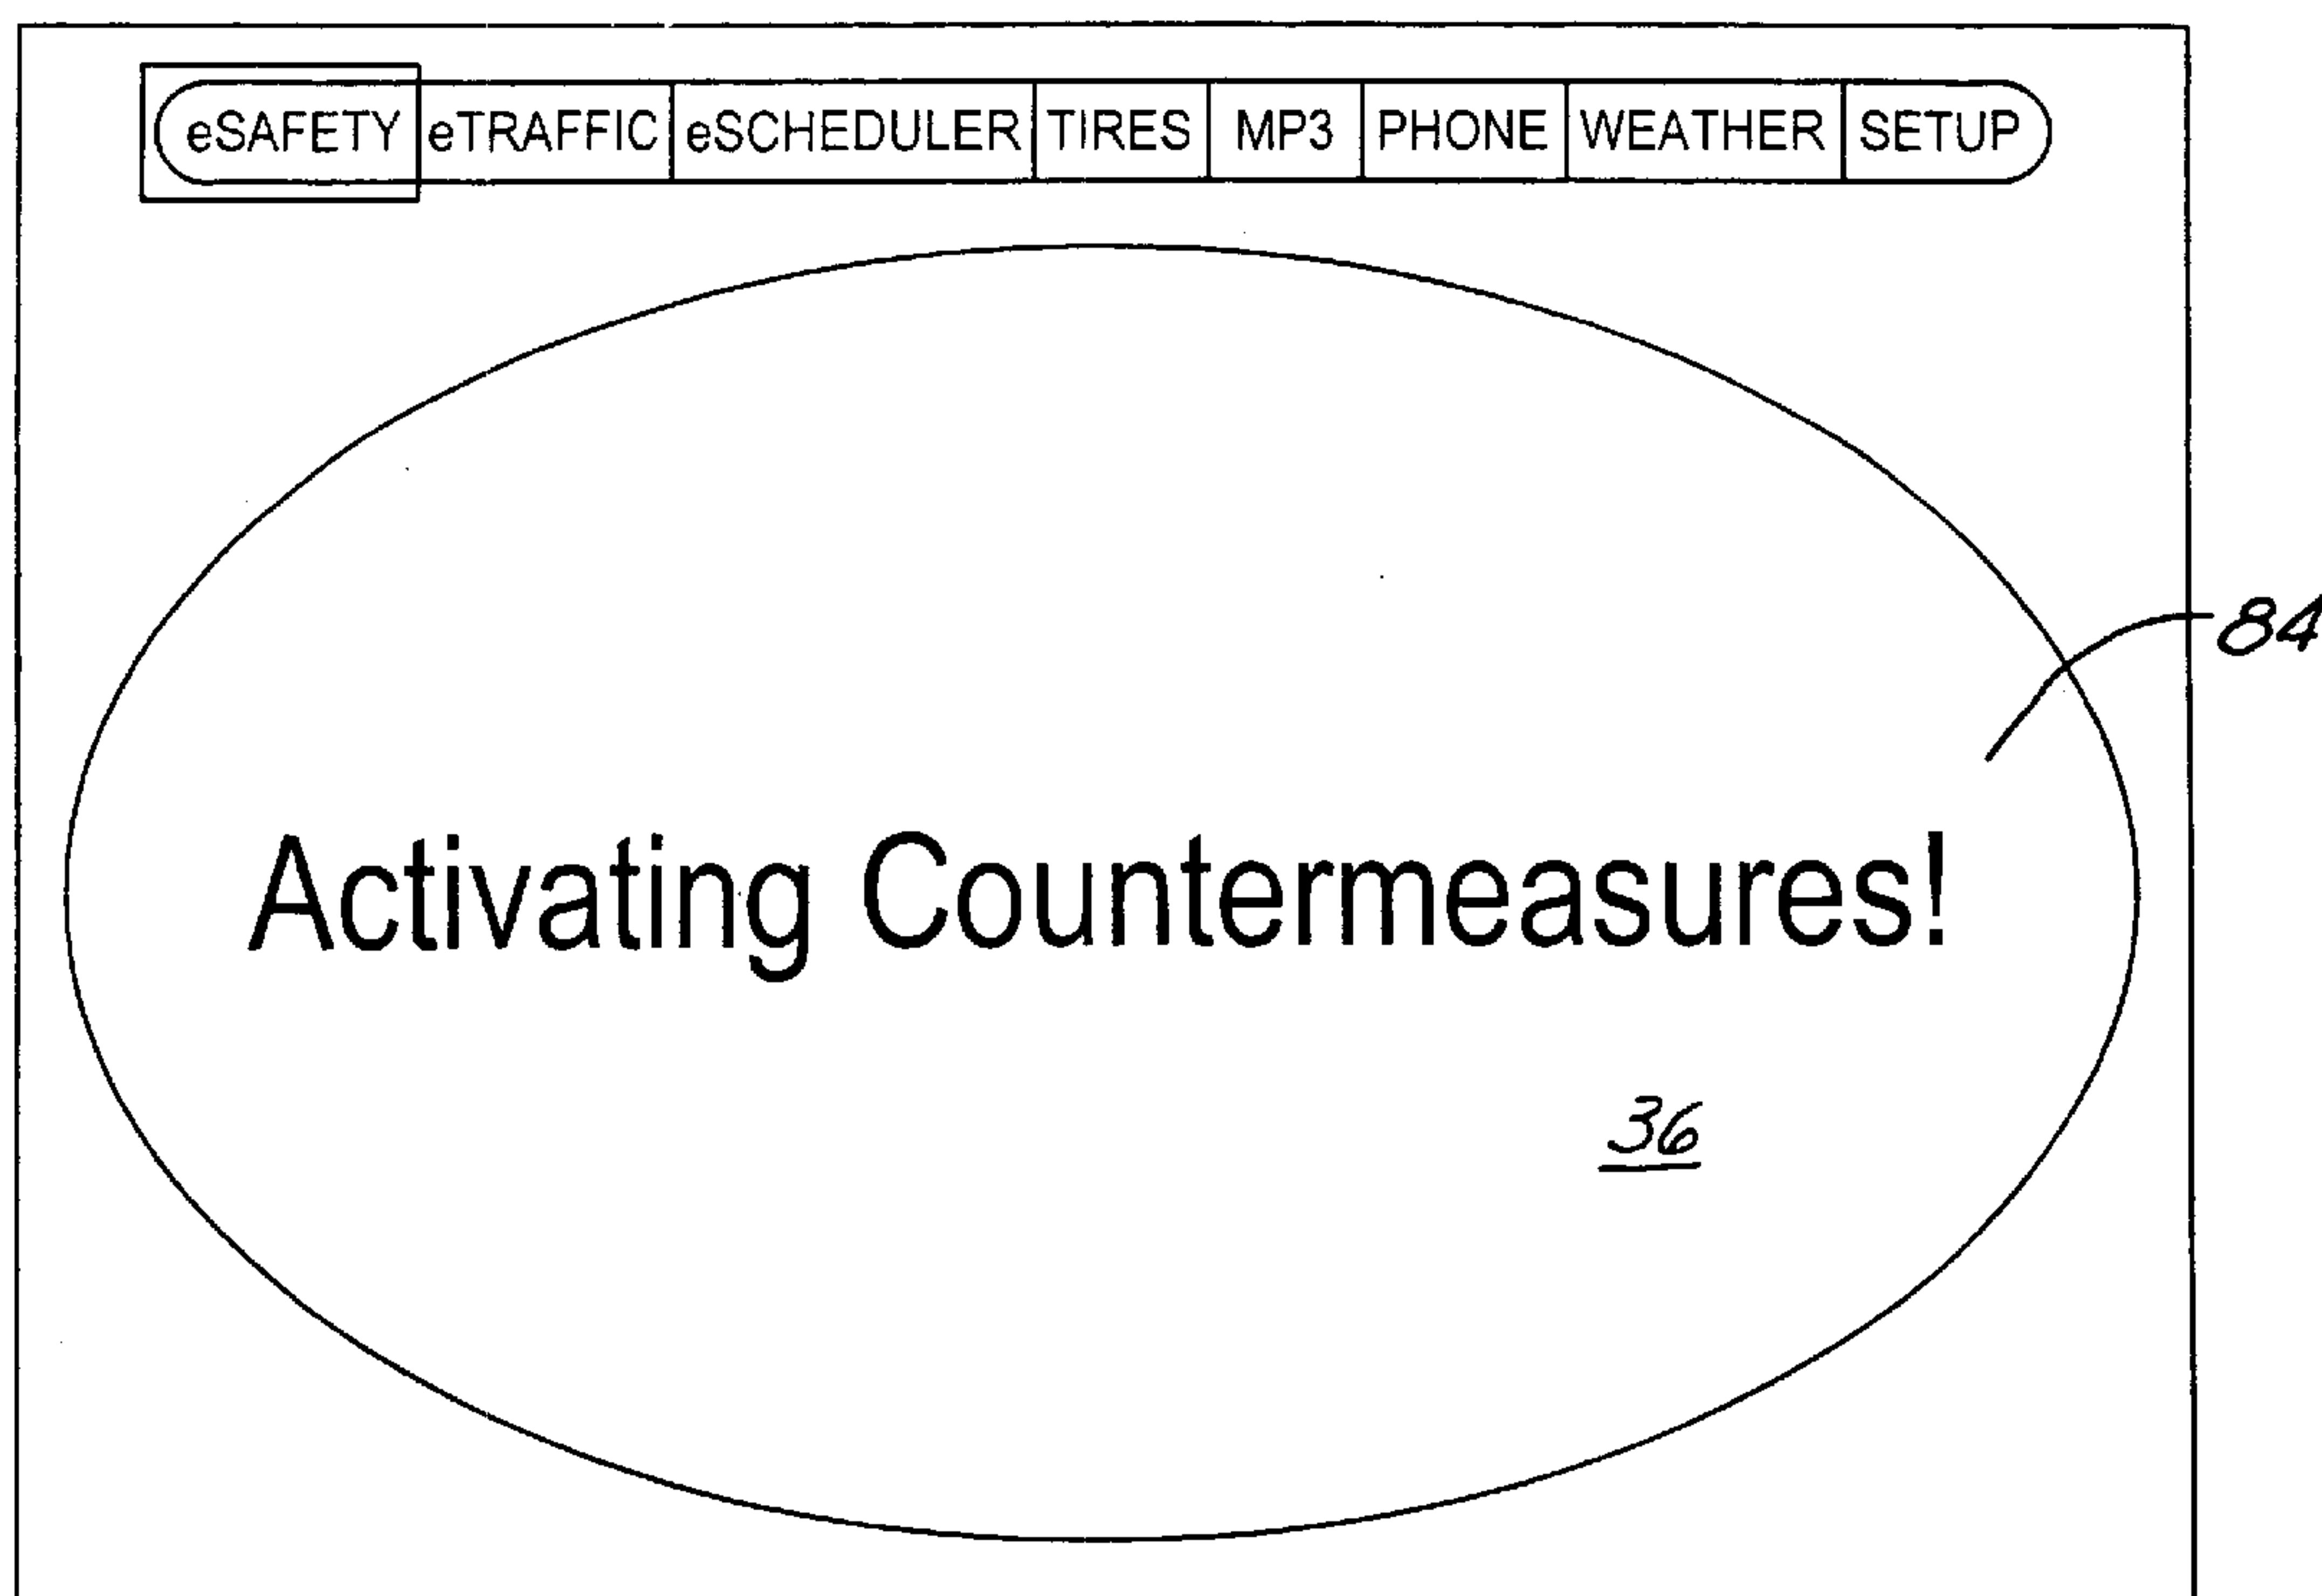 eSAFETY eTRAFFIC eSCHEDULER TIRES MP3 PHONE WEATHER SETUP
84
Activating Countermeasures!
36